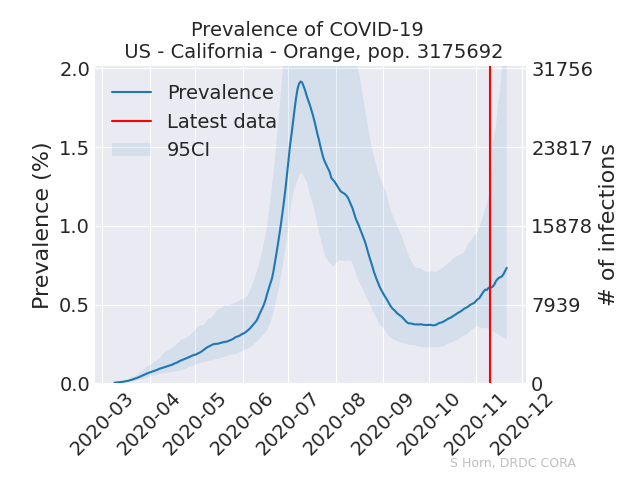 Prevalence of COVID-19
US - California - Orange, pop. 3175692
2.0
1.5
1.0
0.5
0.0
Prevalence (%)
Prevalence
Latest data
95CI
31756
23817
15878
7939
0
# of infections
2020-03
2020-04
2020-05
2020-06
2020-07
2020-08
2020-09
2020-10
2020-11
2020-12
S Horn, DRDC CORA